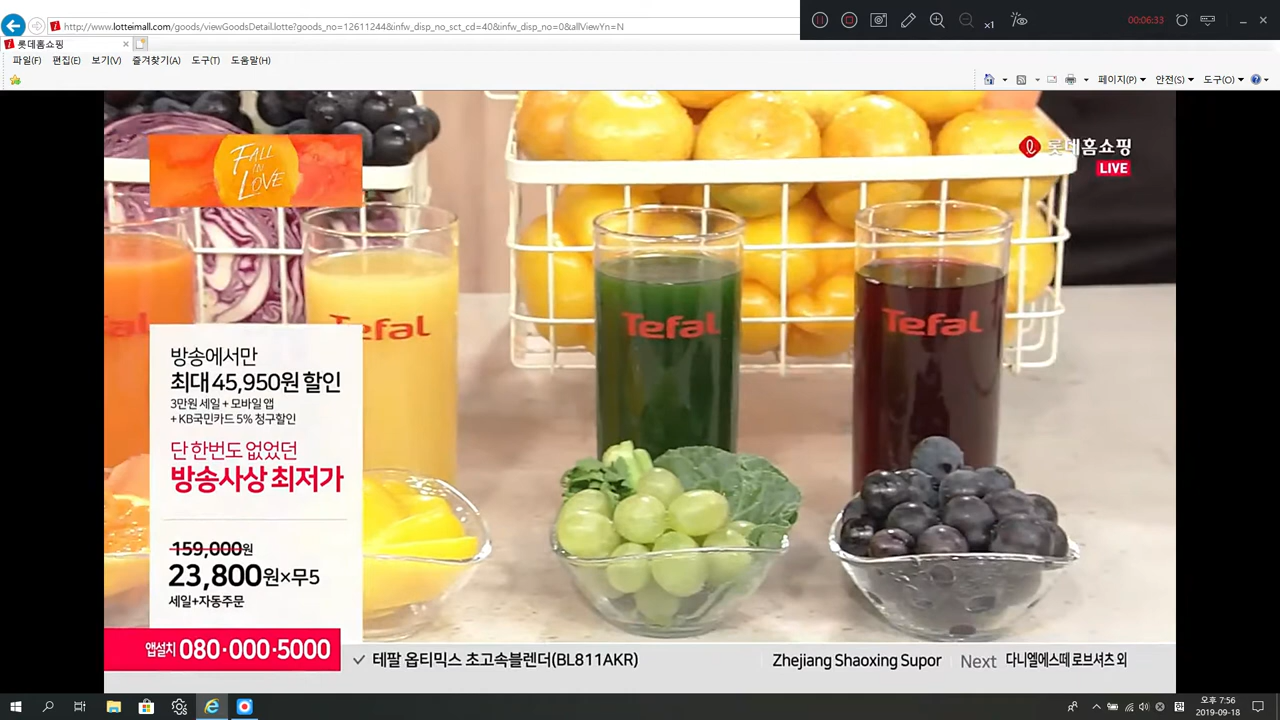 http://www.lotteimall.com/goods/viewGoodsDetail.lotte?goods_no=12611244&infw_disp_no_sct_cd=40&infw_disp_no=0&allViewYn=N
×1
00:06:33
롯데홈쇼핑
파일(F) 편집(E) 보기(V) 즐겨찾기(A) 도구(T) 도움말(H)
페이지(P) 안전(S) 도구(O)
FALL
IN
LOVE
롯데홈쇼핑
LIVE
Tefal
Tefal
Tefal
Tefal
방송에서만
최대 45,950원 할인
3만원 세일 + 모바일 앱
+ KB국민카드 5% 청구할인
단 한번도 없었던
방송사상 최저가
159,000원
23,800원×무5
세일+자동주문
앱설치 080·000·5000
테팔 옵티믹스 초고속블렌더(BL811AKR)
Zhejiang Shaoxing Supor
Next 다니엘에스떼 로브셔츠 외
오후 7:56
2019-09-18